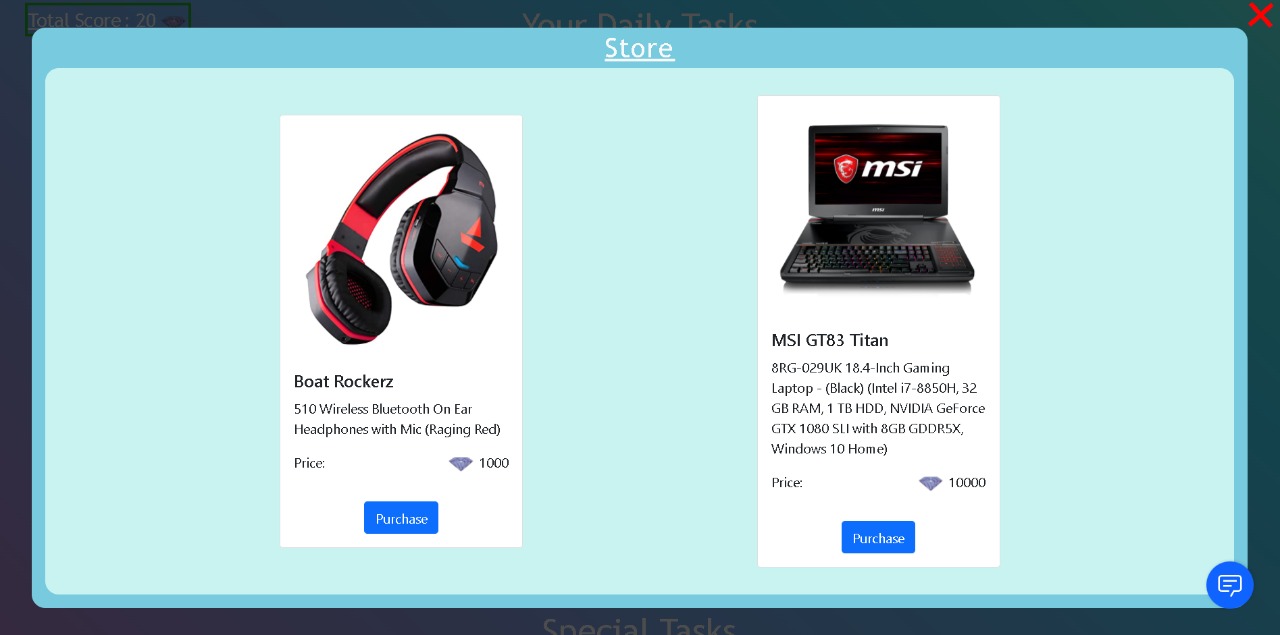 Total Score : 20
Your Daily Tasks
Store
msi
msi
Boat Rockerz
510 Wireless Bluetooth On Ear
Headphones with Mic (Raging Red)
Price: 1000
Purchase
MSI GT83 Titan
8RG-029UK 18.4-Inch Gaming
Laptop - (Black) (Intel i7-8850H, 32
GB RAM, 1 TB HDD, NVIDIA GeForce
GTX 1080 SLI with 8GB GDDR5X,
Windows 10 Home)
Price: 10000
Purchase
Special Tasks